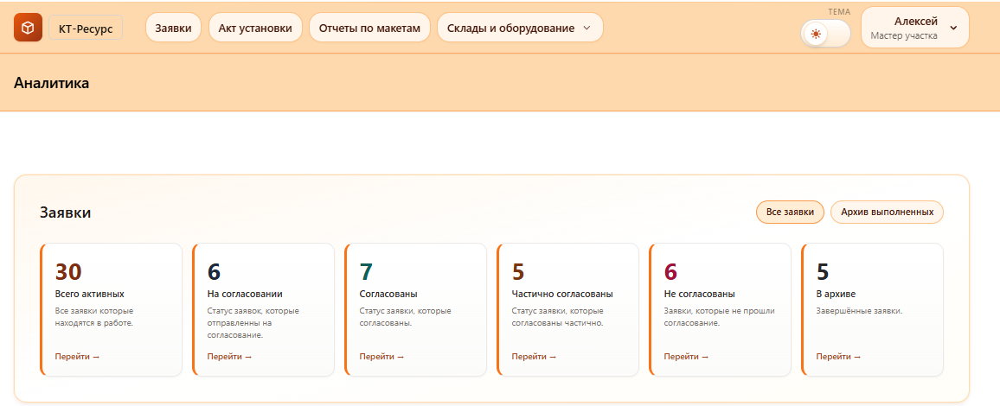 ТЕМА
КТ-Ресурс
Заявки
Акт установки
Отчеты по макетам
Склады и оборудование
Алексей
Мастер участка
Аналитика
Заявки
Все заявки
Архив выполненных
30
Всего активных
Все заявки которые
находятся в работе.
Перейти →
6
На согласовании
Статус заявок, которые
отправленны на
согласование.
Перейти →
7
Согласованы
Статус заявки, которые
согласованы.
Перейти →
5
Частично согласованы
Статус заявки, которые
согласованы частично.
Перейти →
6
Не согласованы
Заявки, которые не прошли
согласование.
Перейти →
5
В архиве
Завершённые заявки.
Перейти →